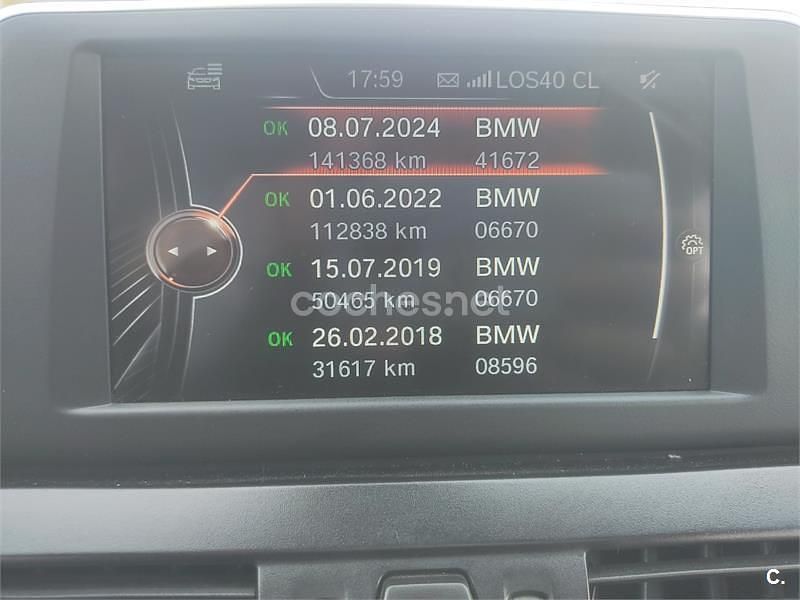 17:59 LOS40 CL
OK 08.07.2024 BMW
141368 km 41672
OK 01.06.2022 BMW
112838 km 06670
OPT
OK 15.07.2019 BMW
50465 km 06670
coches.net
OK 26.02.2018 BMW
31617 km 08596
C.